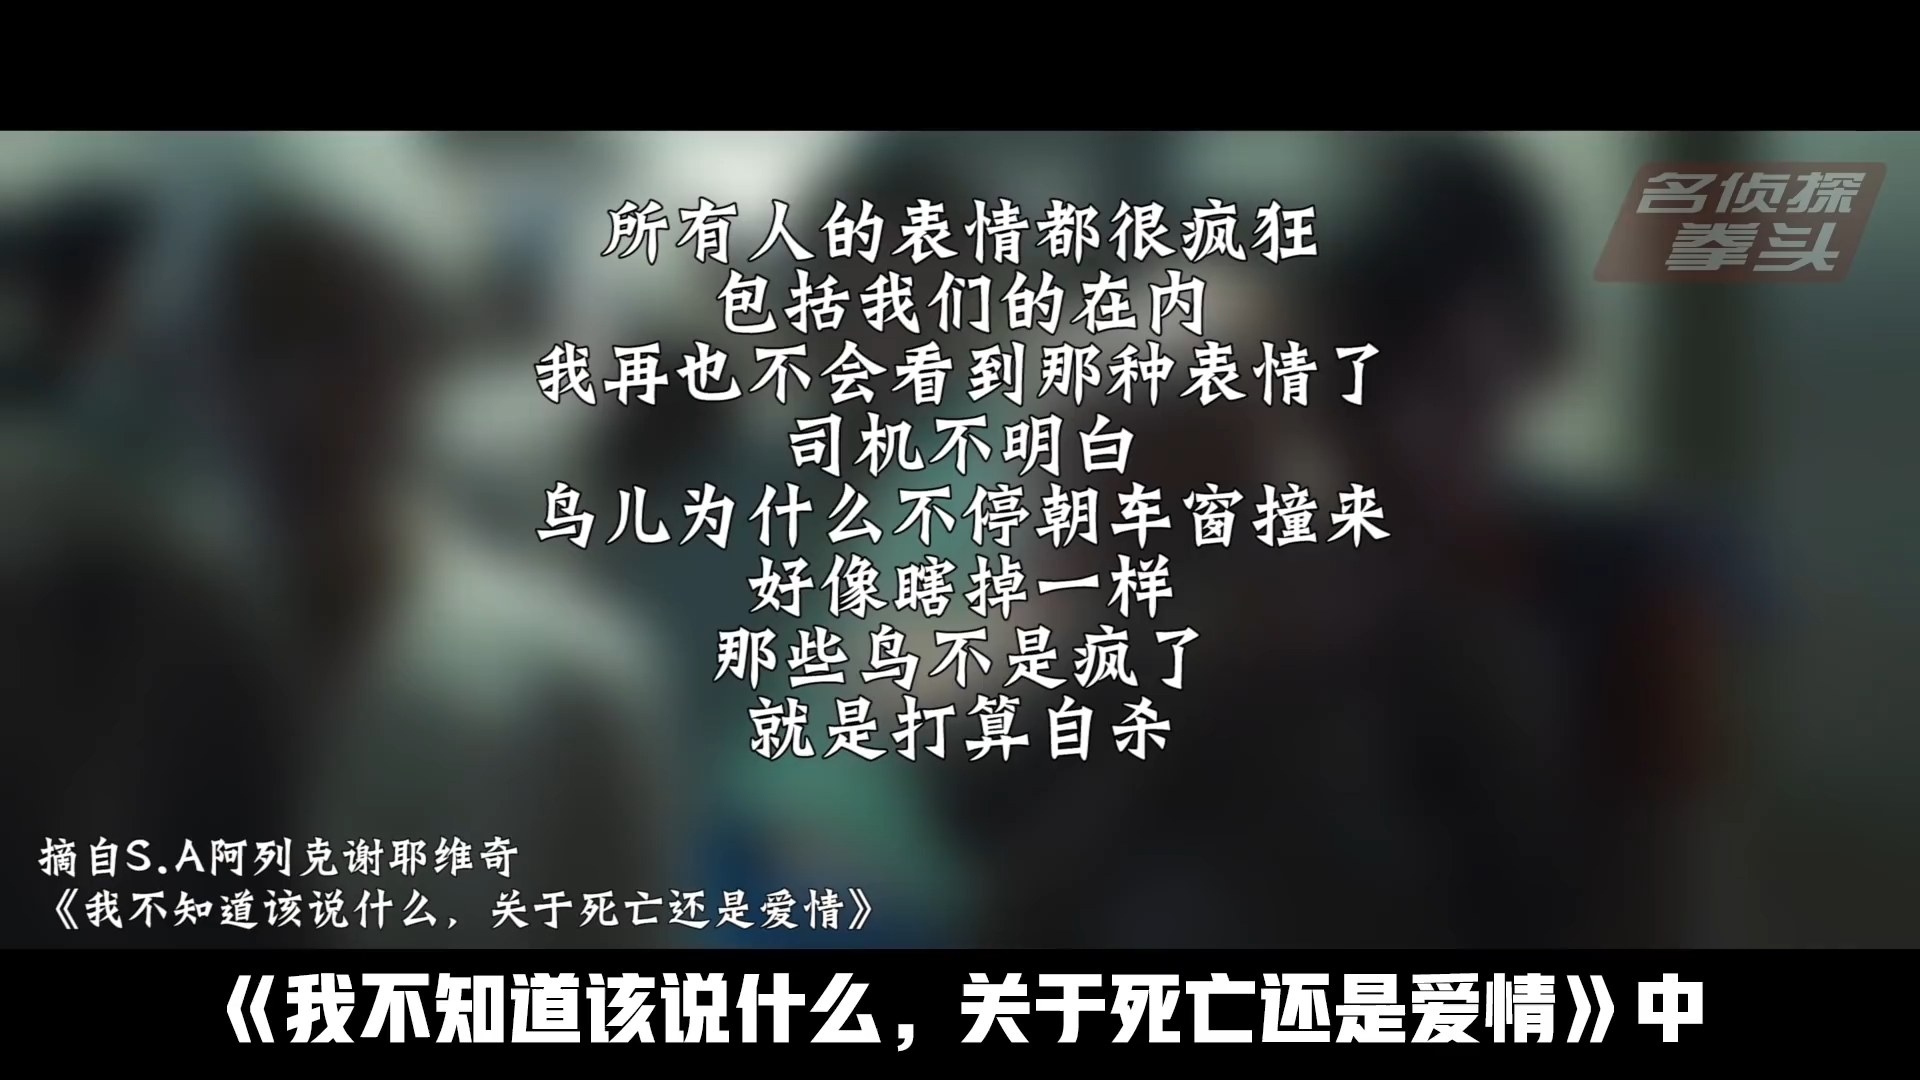 名侦探
拳头
所有人的表情都很疯狂
包括我们的在内
我再也不会看到那种表情了
司机不明白
鸟儿为什么不停朝车窗撞来
好像瞎掉一样
那些鸟不是疯了
就是打算自杀
摘自S.A阿列克谢耶维奇
《我不知道该说什么，关于死亡还是爱情》
《我不知道该说什么，关于死亡还是爱情》中